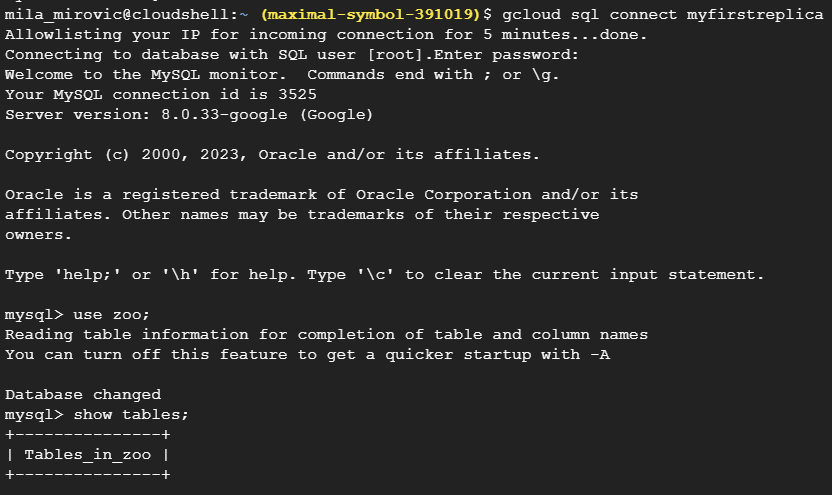 mila_mirovic@cloudshell:~ (maximal-symbol-391019)$ gcloud sql connect myfirstreplica
Allowlisting your IP for incoming connection for 5 minutes...done.
Connecting to database with SQL user [root].Enter password:
Welcome to the MySQL monitor.  Commands end with ; or \g.
Your MySQL connection id is 3525
Server version: 8.0.33-google (Google)

Copyright (c) 2000, 2023, Oracle and/or its affiliates.

Oracle is a registered trademark of Oracle Corporation and/or its
affiliates. Other names may be trademarks of their respective
owners.

Type 'help;' or '\h' for help. Type '\c' to clear the current input statement.

mysql> use zoo;
Reading table information for completion of table and column names
You can turn off this feature to get a quicker startup with -A

Database changed
mysql> show tables;
+---------------+
| Tables_in_zoo |
+---------------+